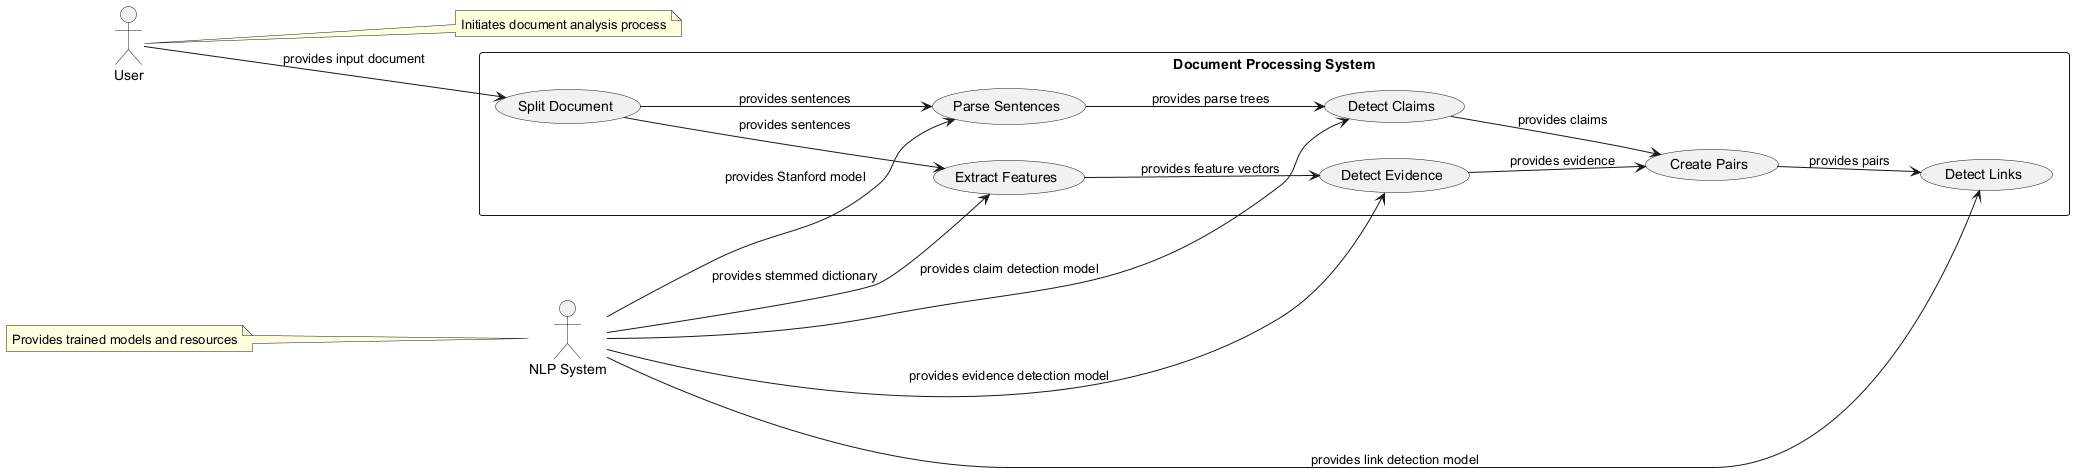 Initiates document analysis process
User
provides input document
Document Processing System
Split Document
provides sentences
Parse Sentences
provides parse trees
Detect Claims
provides claims
provides sentences
provides Stanford model
Extract Features
provides feature vectors
Detect Evidence
provides evidence
Create Pairs
provides pairs
Detect Links
provides stemmed dictionary
provides claim detection model
Provides trained models and resources
NLP System
provides evidence detection model
provides link detection model